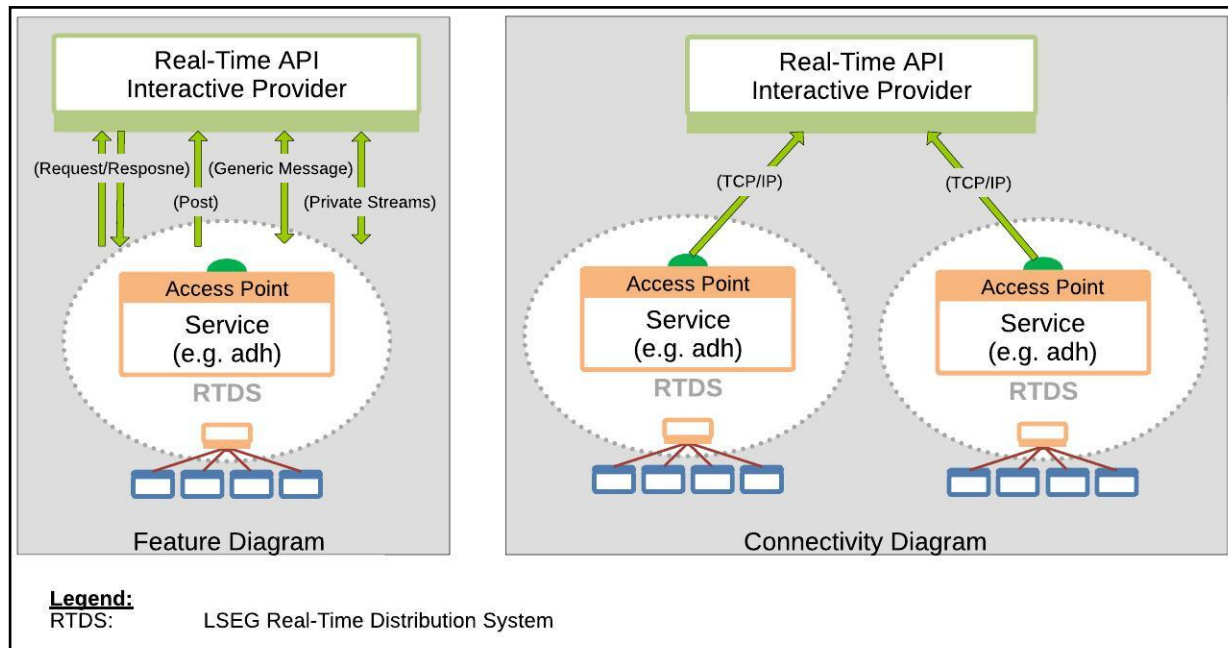 Real-Time API
Interactive Provider
(Request/Resposne
(Generic Message)
(Post)
(Private Streams)
Access Point
Service
(e.g. adh)
RTDS
Feature Diagram
Real-Time API
Interactive Provider
(TCP/IP)
(TCP/IP)
Access Point
Service
(e.g. adh)
RTDS
Access Point
Service
(e.g. adh)
RTDS
Connectivity Diagram
Legend:
RTDS: LSEG Real-Time Distribution System